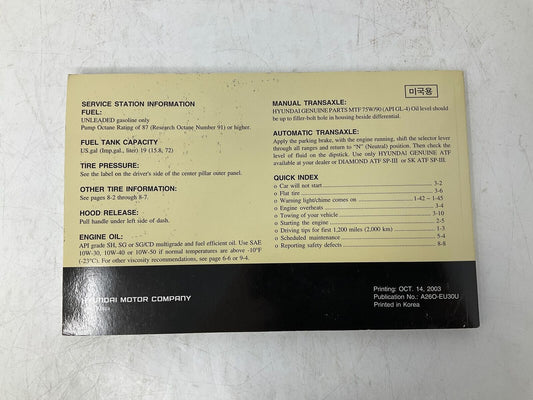 SERVICE STATION INFORMATION
FUEL:
UNLEADED gasoline only
Pump Octane Rating of 87 (Research Octane Number 91) or higher.
FUEL TANK CAPACITY
US.gal (Imp.gal., liter) 19 (15.8, 72)
TIRE PRESSURE:
See the label on the driver's side of the center pillar outer panel.
OTHER TIRE INFORMATION:
See pages 8-2 through 8-7.
HOOD RELEASE:
Pull handle under left side of dash.
ENGINE OIL:
API grade SH, SG or SG/CD multigrade and fuel efficient oil. Use SAE
10W-30, 10W-40 or 10W-50 if normal temperatures are above -10°F
(-23°C). For other viscosity recommendations, see page 6-6 or 9-4.
미국용
MANUAL TRANSAXLE:
HYUNDAI GENUINE PARTS MTF 75W/90 (API GL-4) Oil level should
be up to filler-bolt hole in housing beside differential.
AUTOMATIC TRANSAXLE:
Apply the parking brake, with the engine running, shift the selector lever
through all ranges and return to "N" (Neutral) position. Then check the
level of fluid on the dipstick. Use only HYUNDAI GENUINE ATF
available at your dealer or DIAMOND ATF SP-III or SK ATF SP-III.
QUICK INDEX
• Car will not start 3-2
• Flat tire 3-6
• Warning light/chime comes on 1-42 ~ 1-45
• Engine overheats 3-4
• Towing of your vehicle 3-10
• Starting the engine 2-5
• Driving tips for first 1,200 miles (2,000 km) 1-3
• Scheduled maintenance 5-4
• Reporting safety defects 8-8
HYUNDAI MOTOR COMPANY
Printing: OCT. 14, 2003
Publication No.: A26O-EU30U
Printed in Korea